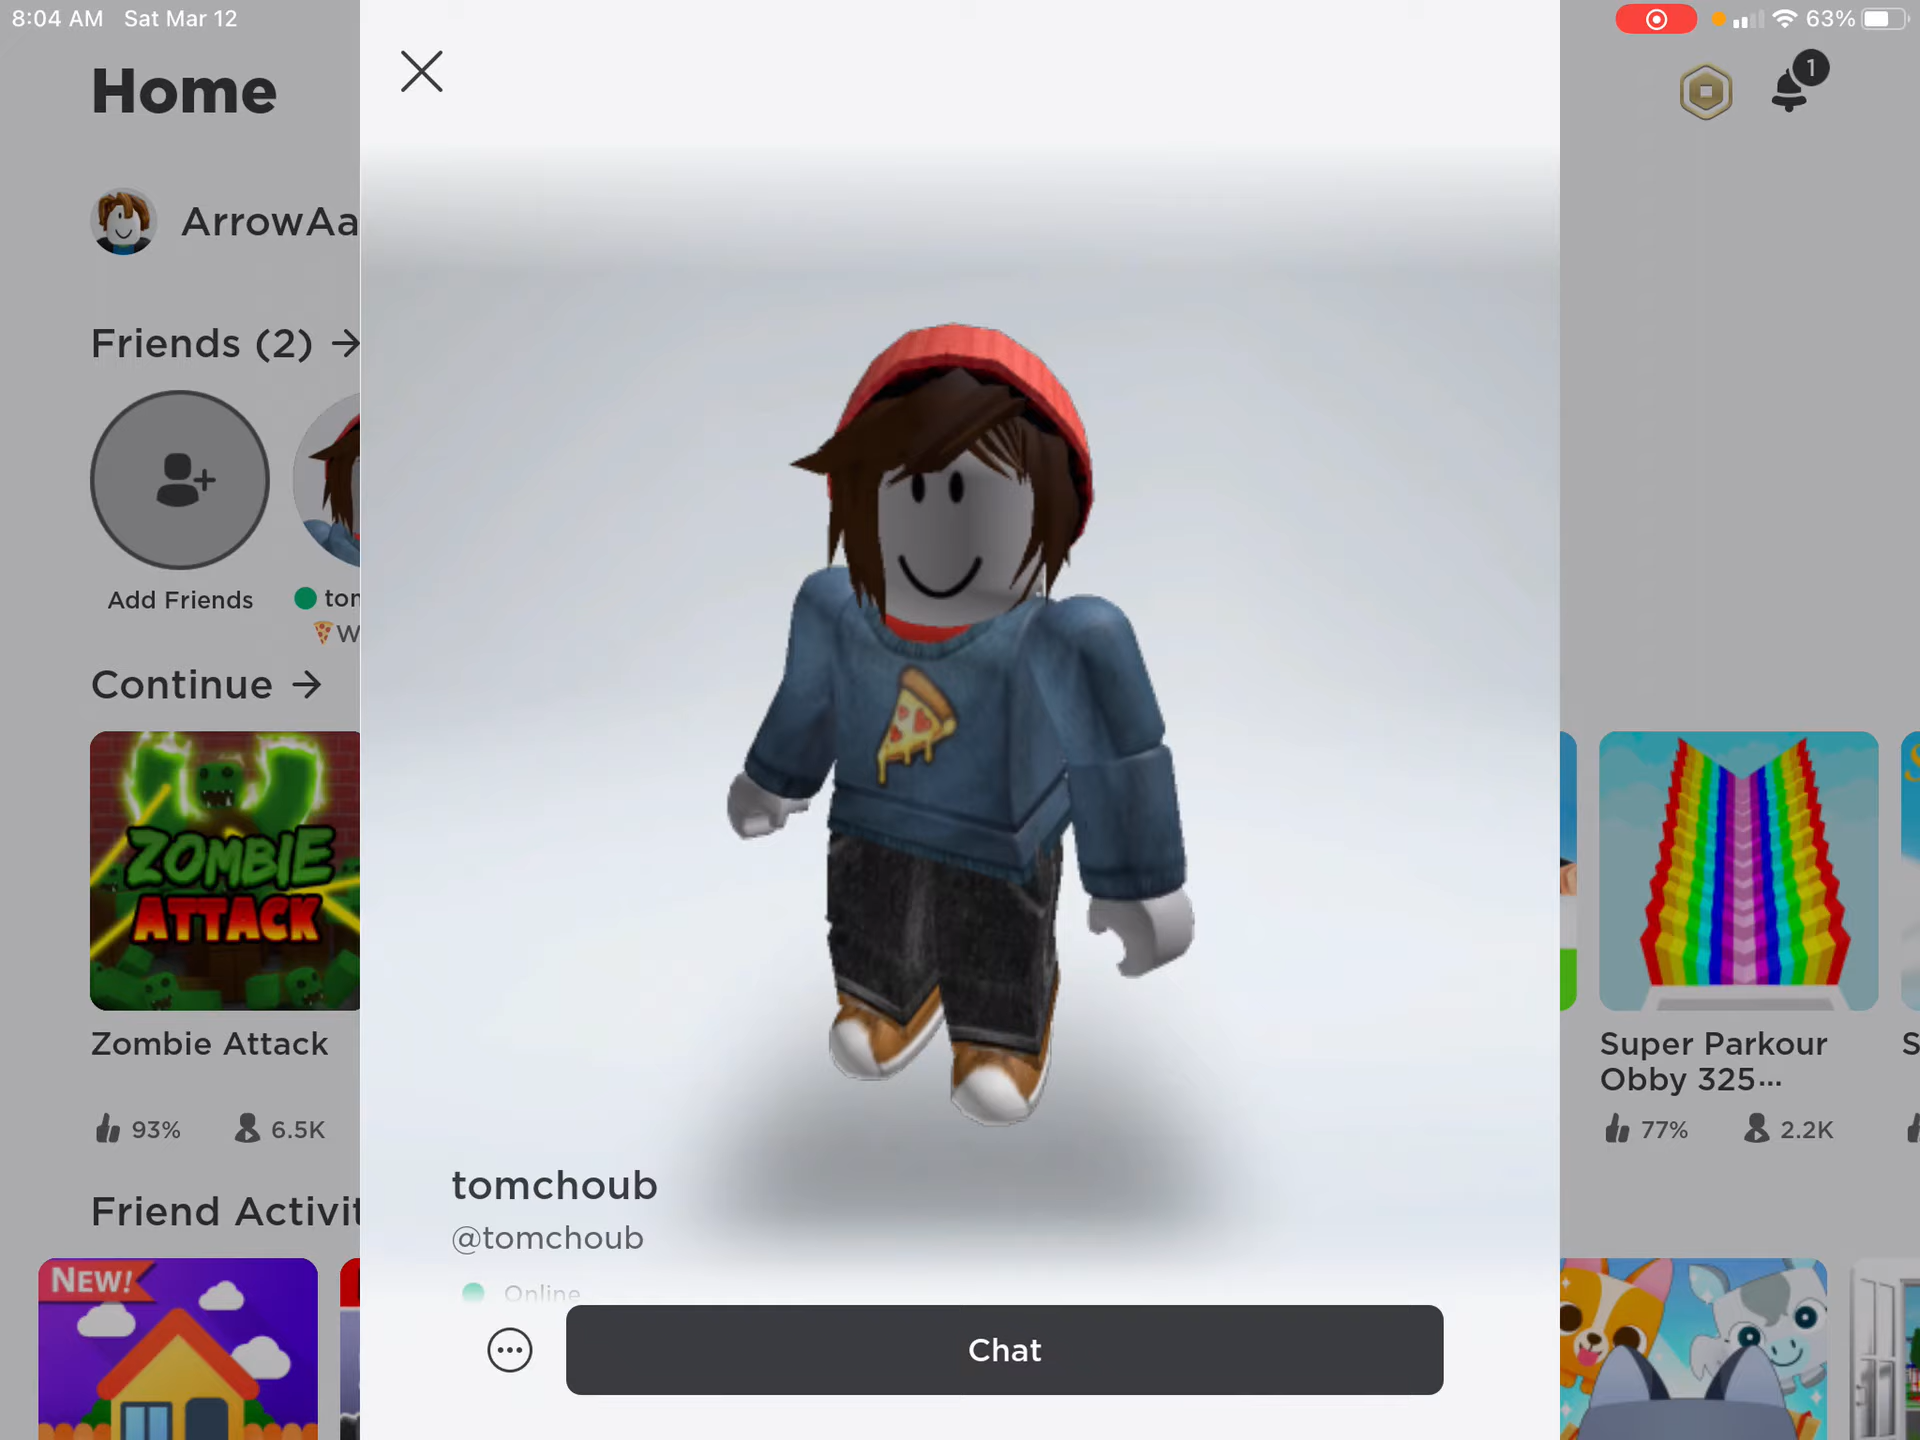 8:04 AM Sat Mar 12
63%
Home
1
ArrowAa
Friends (2)
Add Friends
tom
W
Continue
ZOMBIE
ATTACK
Zombie Attack
93% 6.5K
Super Parkour
Obby 325...
77% 2.2K
S
Friend Activit
NEW!
tomchoub
@tomchoub
Online
Chat